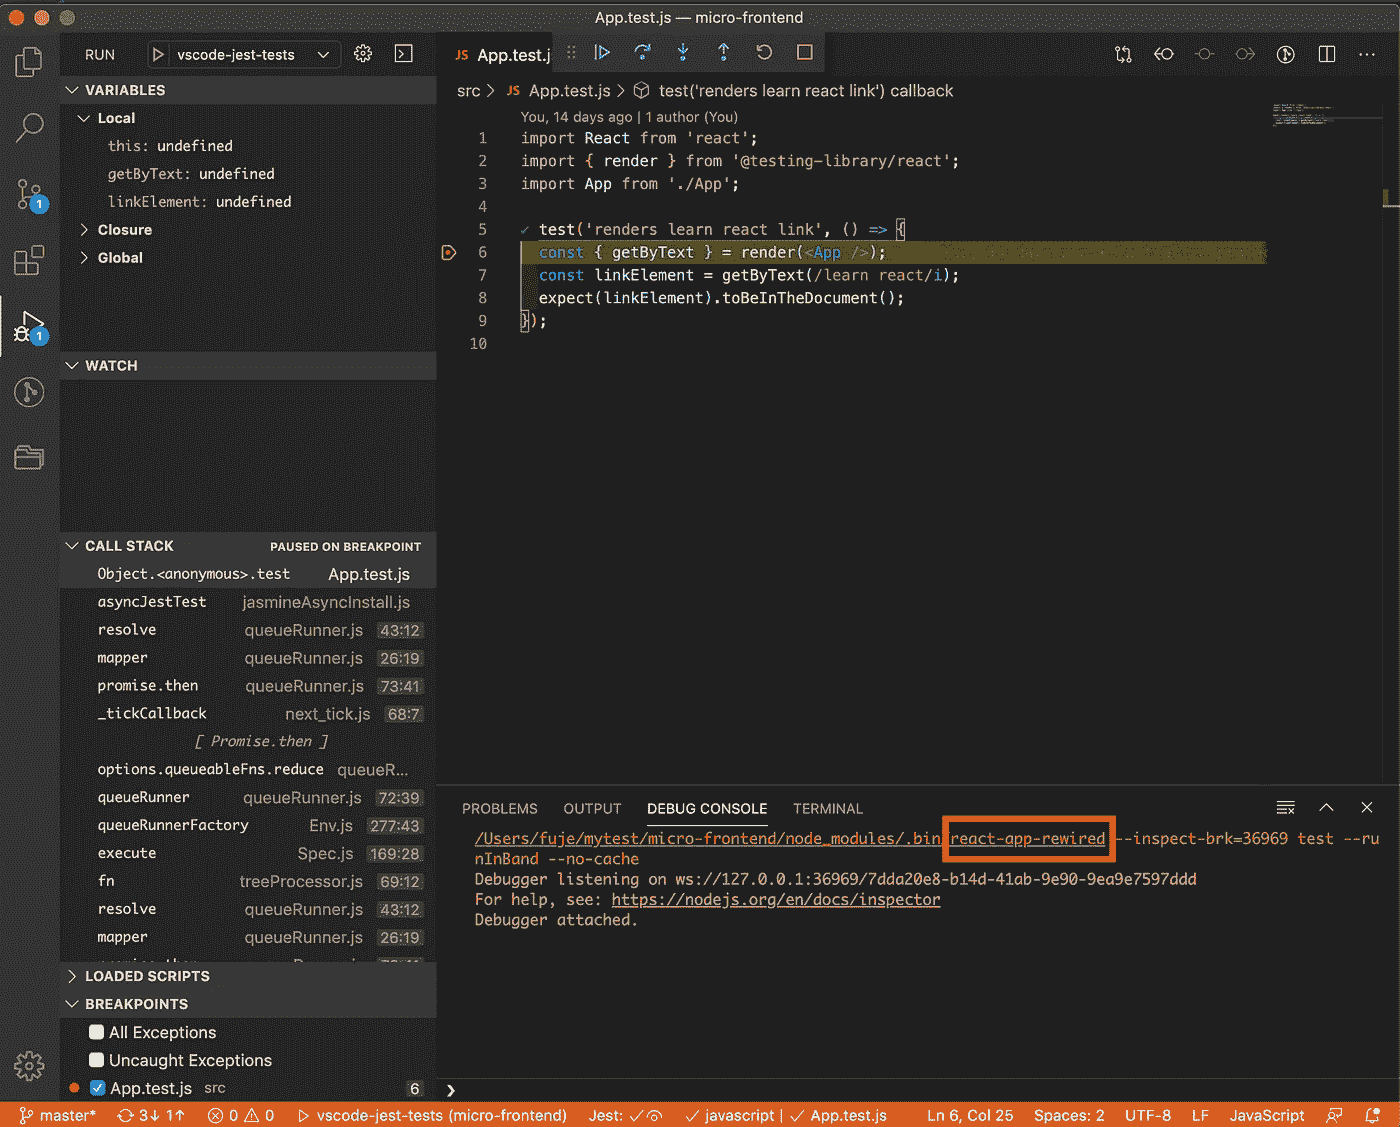 App.test.js — micro-frontend
RUN
vscode-jest-tests
VARIABLES
Local
this: undefined
getByText: undefined
linkElement: undefined
Closure
Global
WATCH
CALL STACK PAUSED ON BREAKPOINT
Object.<anonymous>.test App.test.js
asyncJestTest jasmineAsyncInstall.js
resolve queueRunner.js 43:12
mapper queueRunner.js 26:19
promise.then queueRunner.js 73:41
_tickCallback next_tick.js 68:7
[ Promise.then ]
options.queueableFns.reduce queueR...
queueRunner queueRunner.js 72:39
queueRunnerFactory Env.js 277:43
execute Spec.js 169:28
fn treeProcessor.js 69:12
resolve queueRunner.js 43:12
mapper queueRunner.js 26:19
LOADED SCRIPTS
BREAKPOINTS
All Exceptions
Uncaught Exceptions
App.test.js src 6
JS App.test.j
src > JS App.test.js > test('renders learn react link') callback
You, 14 days ago | 1 author (You)
1 import React from 'react';
2 import { render } from '@testing-library/react';
3 import App from './App';
4
5 test('renders learn react link', () => {
6 const { getByText } = render(<App />);
7 const linkElement = getByText(/learn react/i);
8 expect(linkElement).toBeInTheDocument();
9 });
10
PROBLEMS OUTPUT DEBUG CONSOLE TERMINAL
/Users/fuje/mytest/micro-frontend/node_modules/.bin/react-app-rewired --inspect-brk=36969 test --ru
nInBand --no-cache
Debugger listening on ws://127.0.0.1:36969/7dda20e8-b14d-41ab-9e90-9ea9e7597ddd
For help, see: https://nodejs.org/en/docs/inspector
Debugger attached.
1
1
master* 3↓ 1↑ 0 0 vscode-jest-tests (micro-frontend) Jest: ✓ ✓ javascript | ✓ App.test.js Ln 6, Col 25 Spaces: 2 UTF-8 LF JavaScript